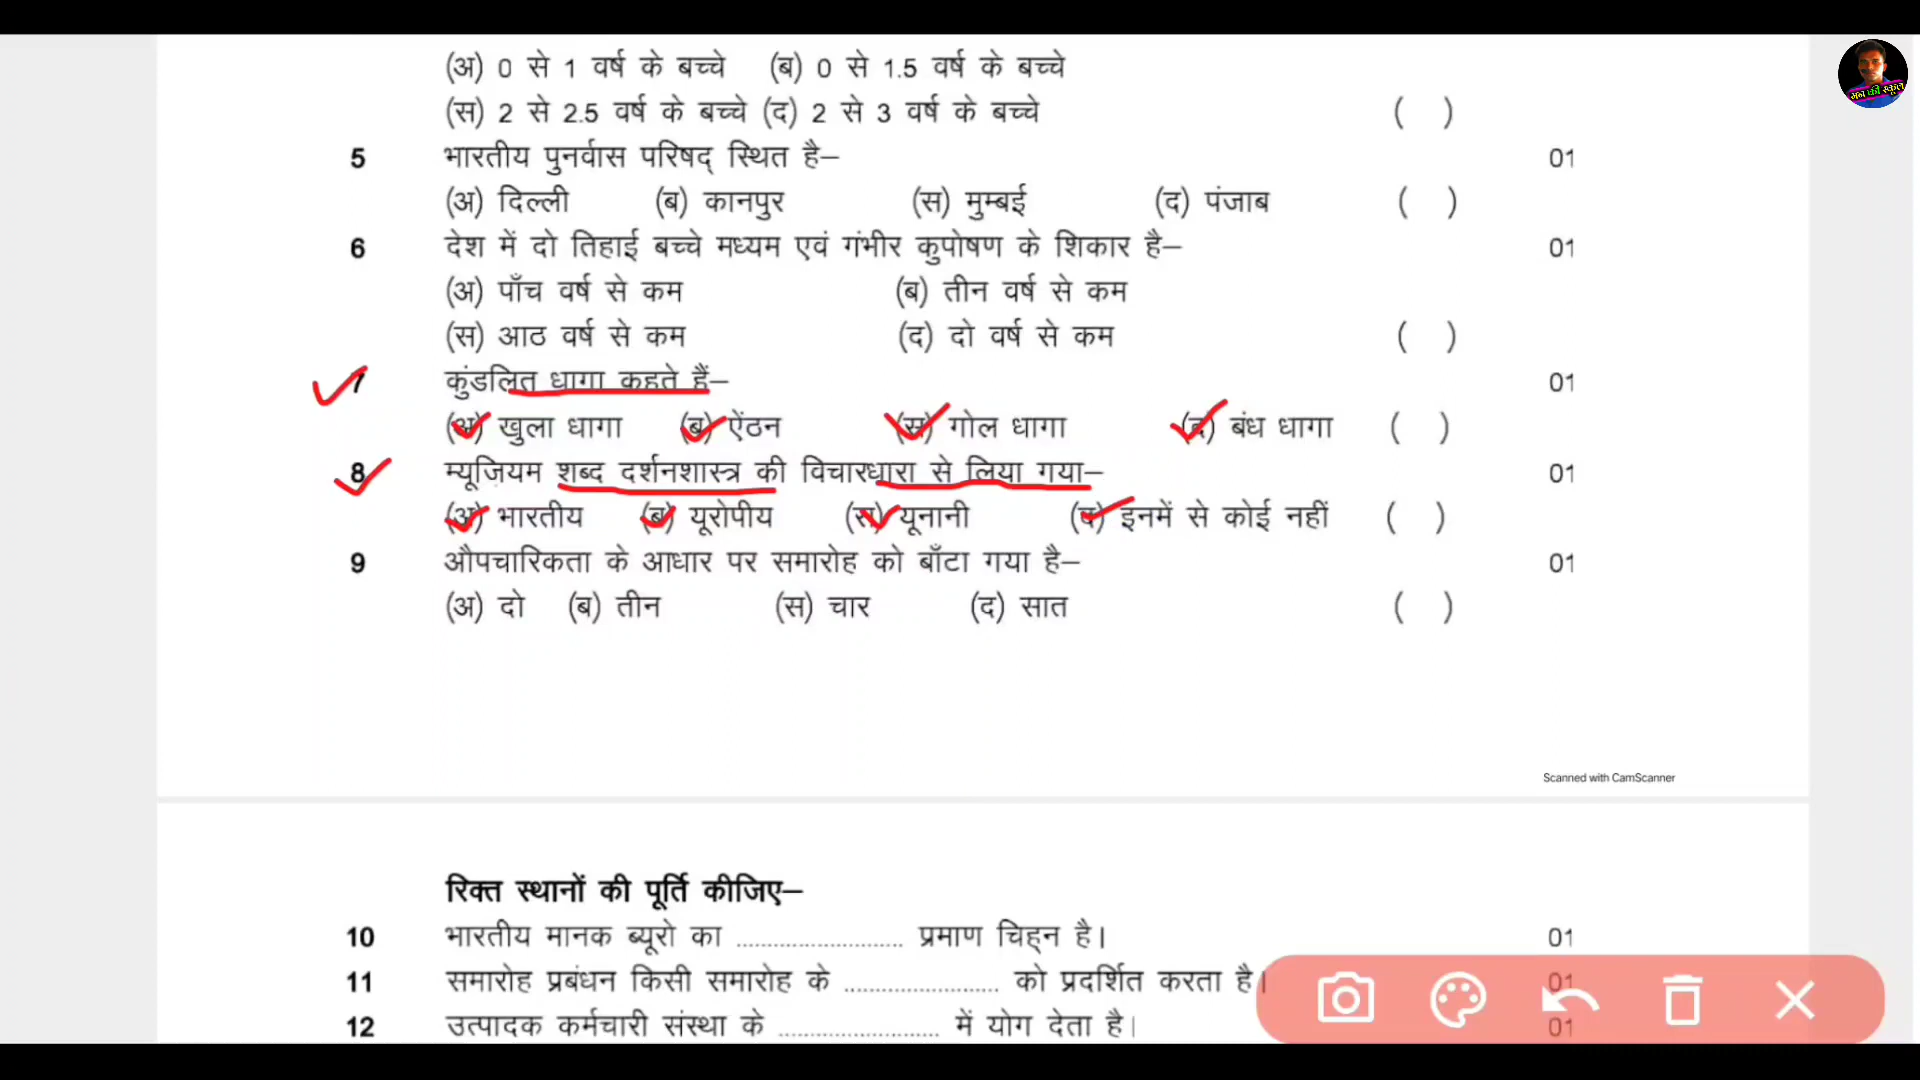 (अ) 0 से 1 वर्ष के बच्चे (ब) 0 से 1.5 वर्ष के बच्चे
(स) 2 से 2.5 वर्ष के बच्चे (द) 2 से 3 वर्ष के बच्चे ( )
5 भारतीय पुनर्वास परिषद् स्थित है– 01
(अ) दिल्ली (ब) कानपुर (स) मुम्बई (द) पंजाब ( )
6 देश में दो तिहाई बच्चे मध्यम एवं गंभीर कुपोषण के शिकार है– 01
(अ) पाँच वर्ष से कम (ब) तीन वर्ष से कम
(स) आठ वर्ष से कम (द) दो वर्ष से कम ( )
7 कुंडलित धागा कहते हैं– 01
(अ) खुला धागा (ब) ऐंठन (स) गोल धागा (द) बंध धागा ( )
8 म्यूजियम शब्द दर्शनशास्त्र की विचारधारा से लिया गया– 01
(अ) भारतीय (ब) यूरोपीय (स) यूनानी (द) इनमें से कोई नहीं ( )
9 औपचारिकता के आधार पर समारोह को बाँटा गया है– 01
(अ) दो (ब) तीन (स) चार (द) सात ( )
Scanned with CamScanner
रिक्त स्थानों की पूर्ति कीजिए–
10 भारतीय मानक ब्यूरो का .......................... प्रमाण चिह्न है। 01
11 समारोह प्रबंधन किसी समारोह के ........................ को प्रदर्शित करता है। 01
12 उत्पादक कर्मचारी संस्था के ......................... में योग देता है। 01
मन की स्कूल